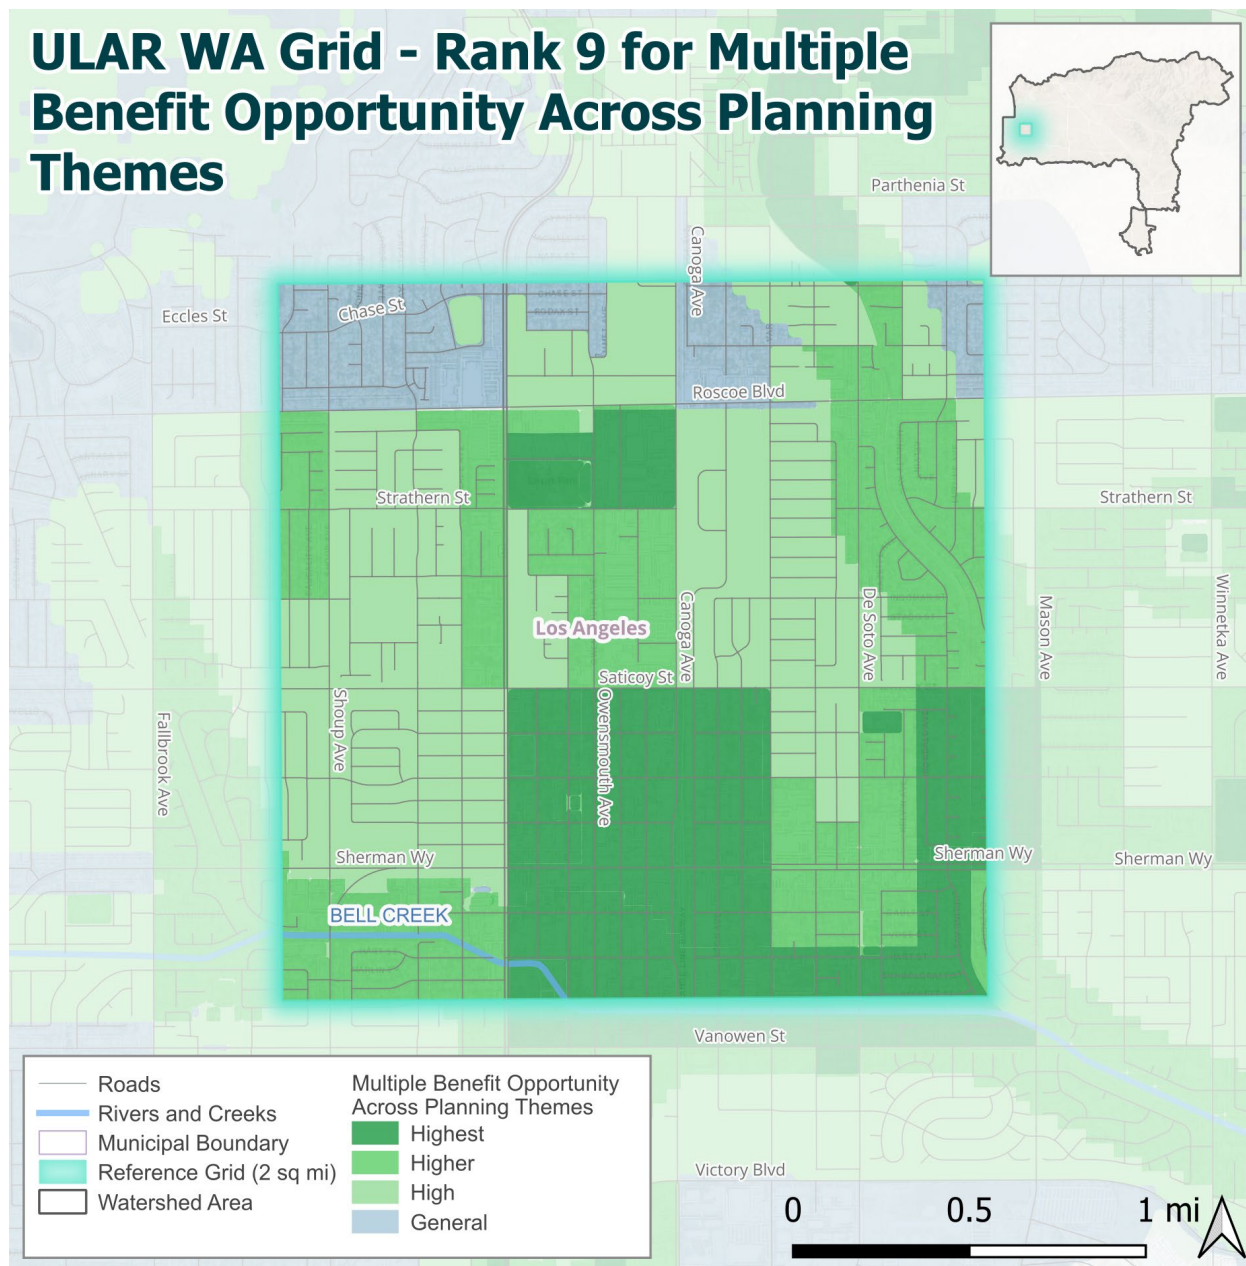 ULAR WA Grid - Rank 9 for Multiple
Benefit Opportunity Across Planning
Themes
Parthenia St
Canoga Ave
Eccles St
Chase St
Roscoe Blvd
Strathern St
Strathern St
Los Angeles
Canoga Ave
De Soto Ave
Mason Ave
Winnetka Ave
Saticoy St
Shoup Ave
Owensmouth Ave
Fallbrook Ave
Sherman Wy
Sherman Wy
Sherman Wy
BELL CREEK
Vanowen St
Victory Blvd
Roads
Rivers and Creeks
Municipal Boundary
Reference Grid (2 sq mi)
Watershed Area
Multiple Benefit Opportunity
Across Planning Themes
Highest
Higher
High
General
0 0.5 1 mi